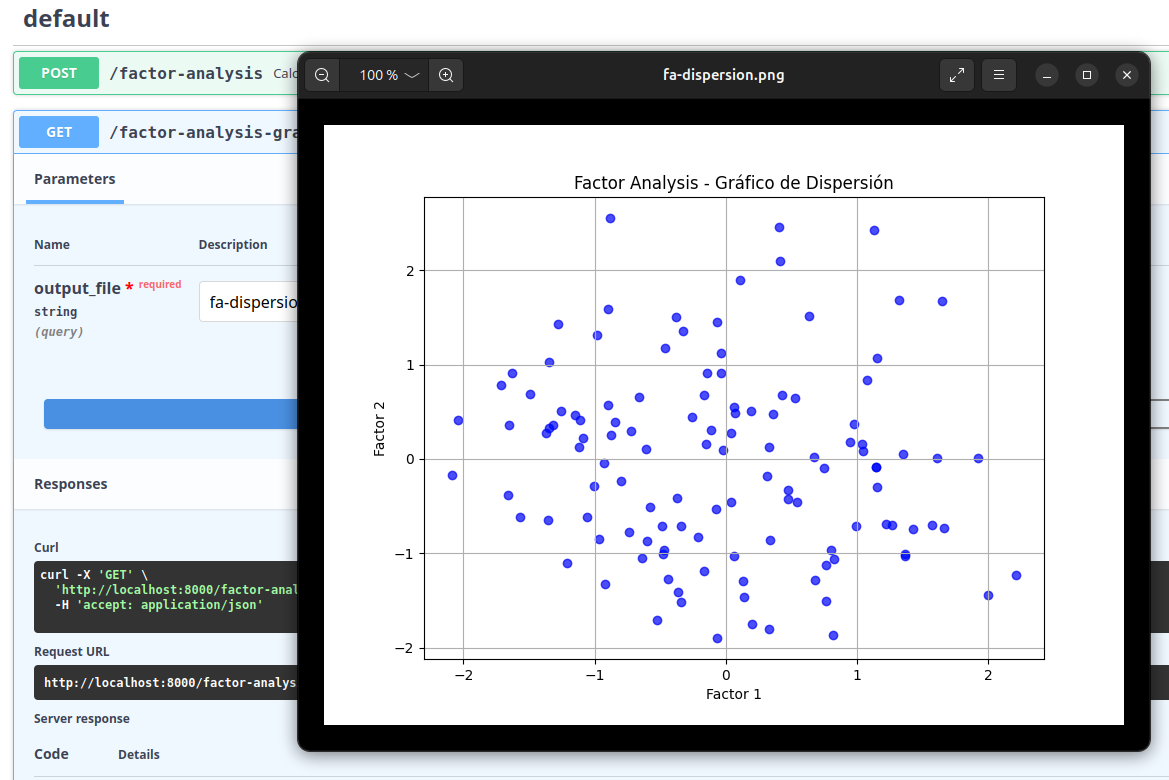 default
POST /factor-analysis
GET /factor-analysis-gra
Parameters
Name Description
output_file * required
string
(query)
fa-dispersio
Responses
Curl
curl -X 'GET' \
'http://localhost:8000/factor-anal
-H 'accept: application/json'
Request URL
http://localhost:8000/factor-analys
Server response
Code Details
100 % fa-dispersion.png
Factor Analysis - Gráfico de Dispersión
Factor 2
2
1
0
−1
−2
−2 −1 0 1 2
Factor 1